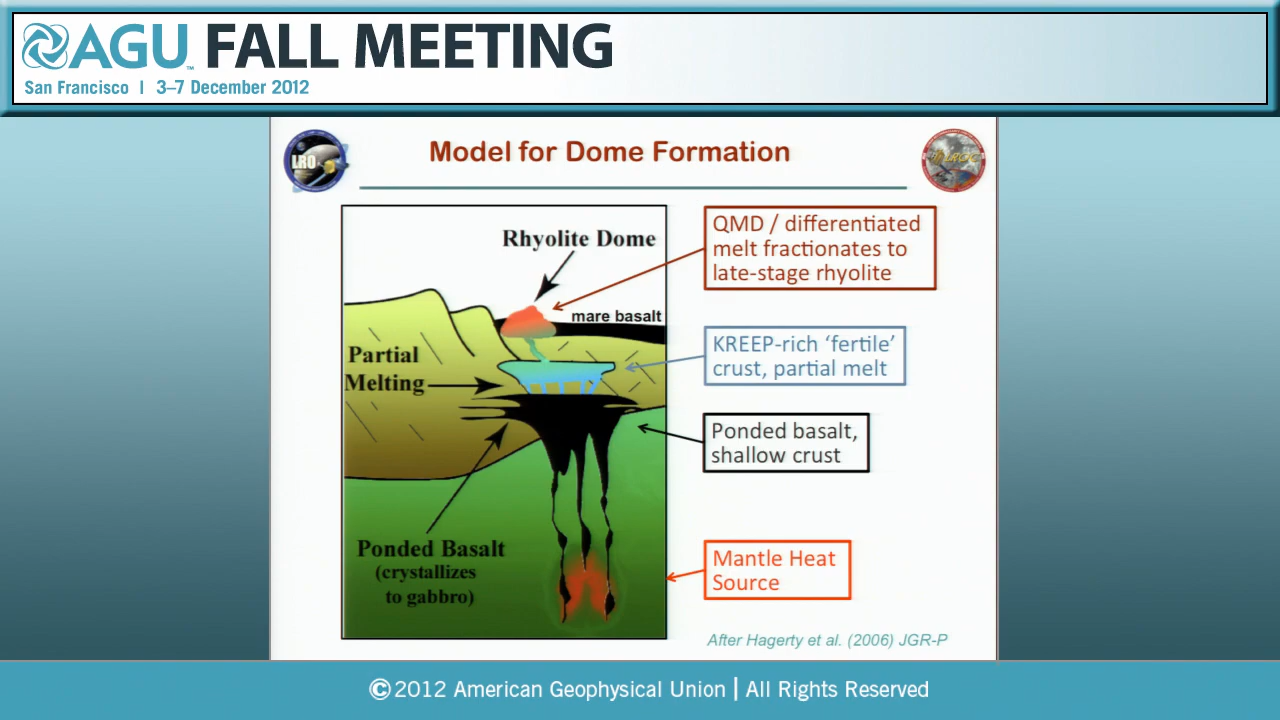 AGU FALL MEETING
San Francisco | 3–7 December 2012
LRO
Model for Dome Formation
LROC
Rhyolite Dome
mare basalt
Partial
Melting
Ponded Basalt
(crystallizes
to gabbro)
QMD / differentiated
melt fractionates to
late-stage rhyolite
KREEP-rich ‘fertile’
crust, partial melt
Ponded basalt,
shallow crust
Mantle Heat
Source
After Hagerty et al. (2006) JGR-P
©2012 American Geophysical Union | All Rights Reserved